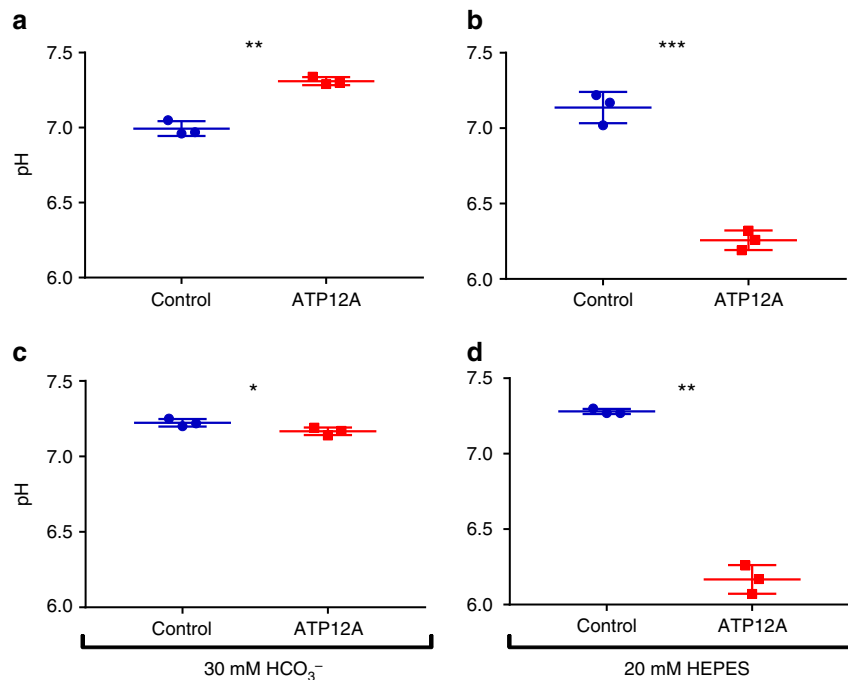 a
**
7.5
7.0
6.5
6.0
pH
Control ATP12A
b
***
7.5
7.0
6.5
6.0
Control ATP12A
c
*
7.5
7.0
6.5
6.0
pH
Control ATP12A
30 mM HCO₃⁻
d
**
7.5
7.0
6.5
6.0
Control ATP12A
20 mM HEPES